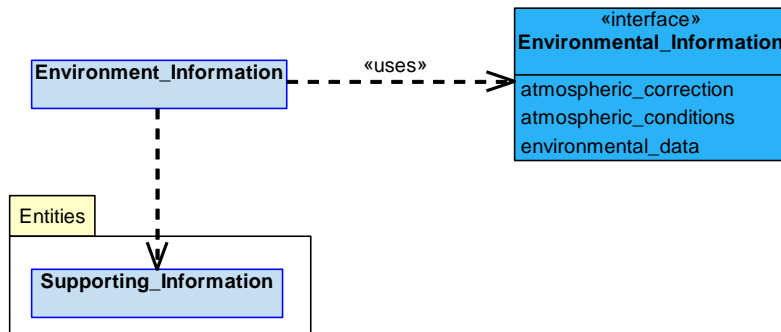 «interface»
Environmental_Information
Environment_Information
«uses»
atmospheric_correction
atmospheric_conditions
environmental_data
Entities
Supporting_Information